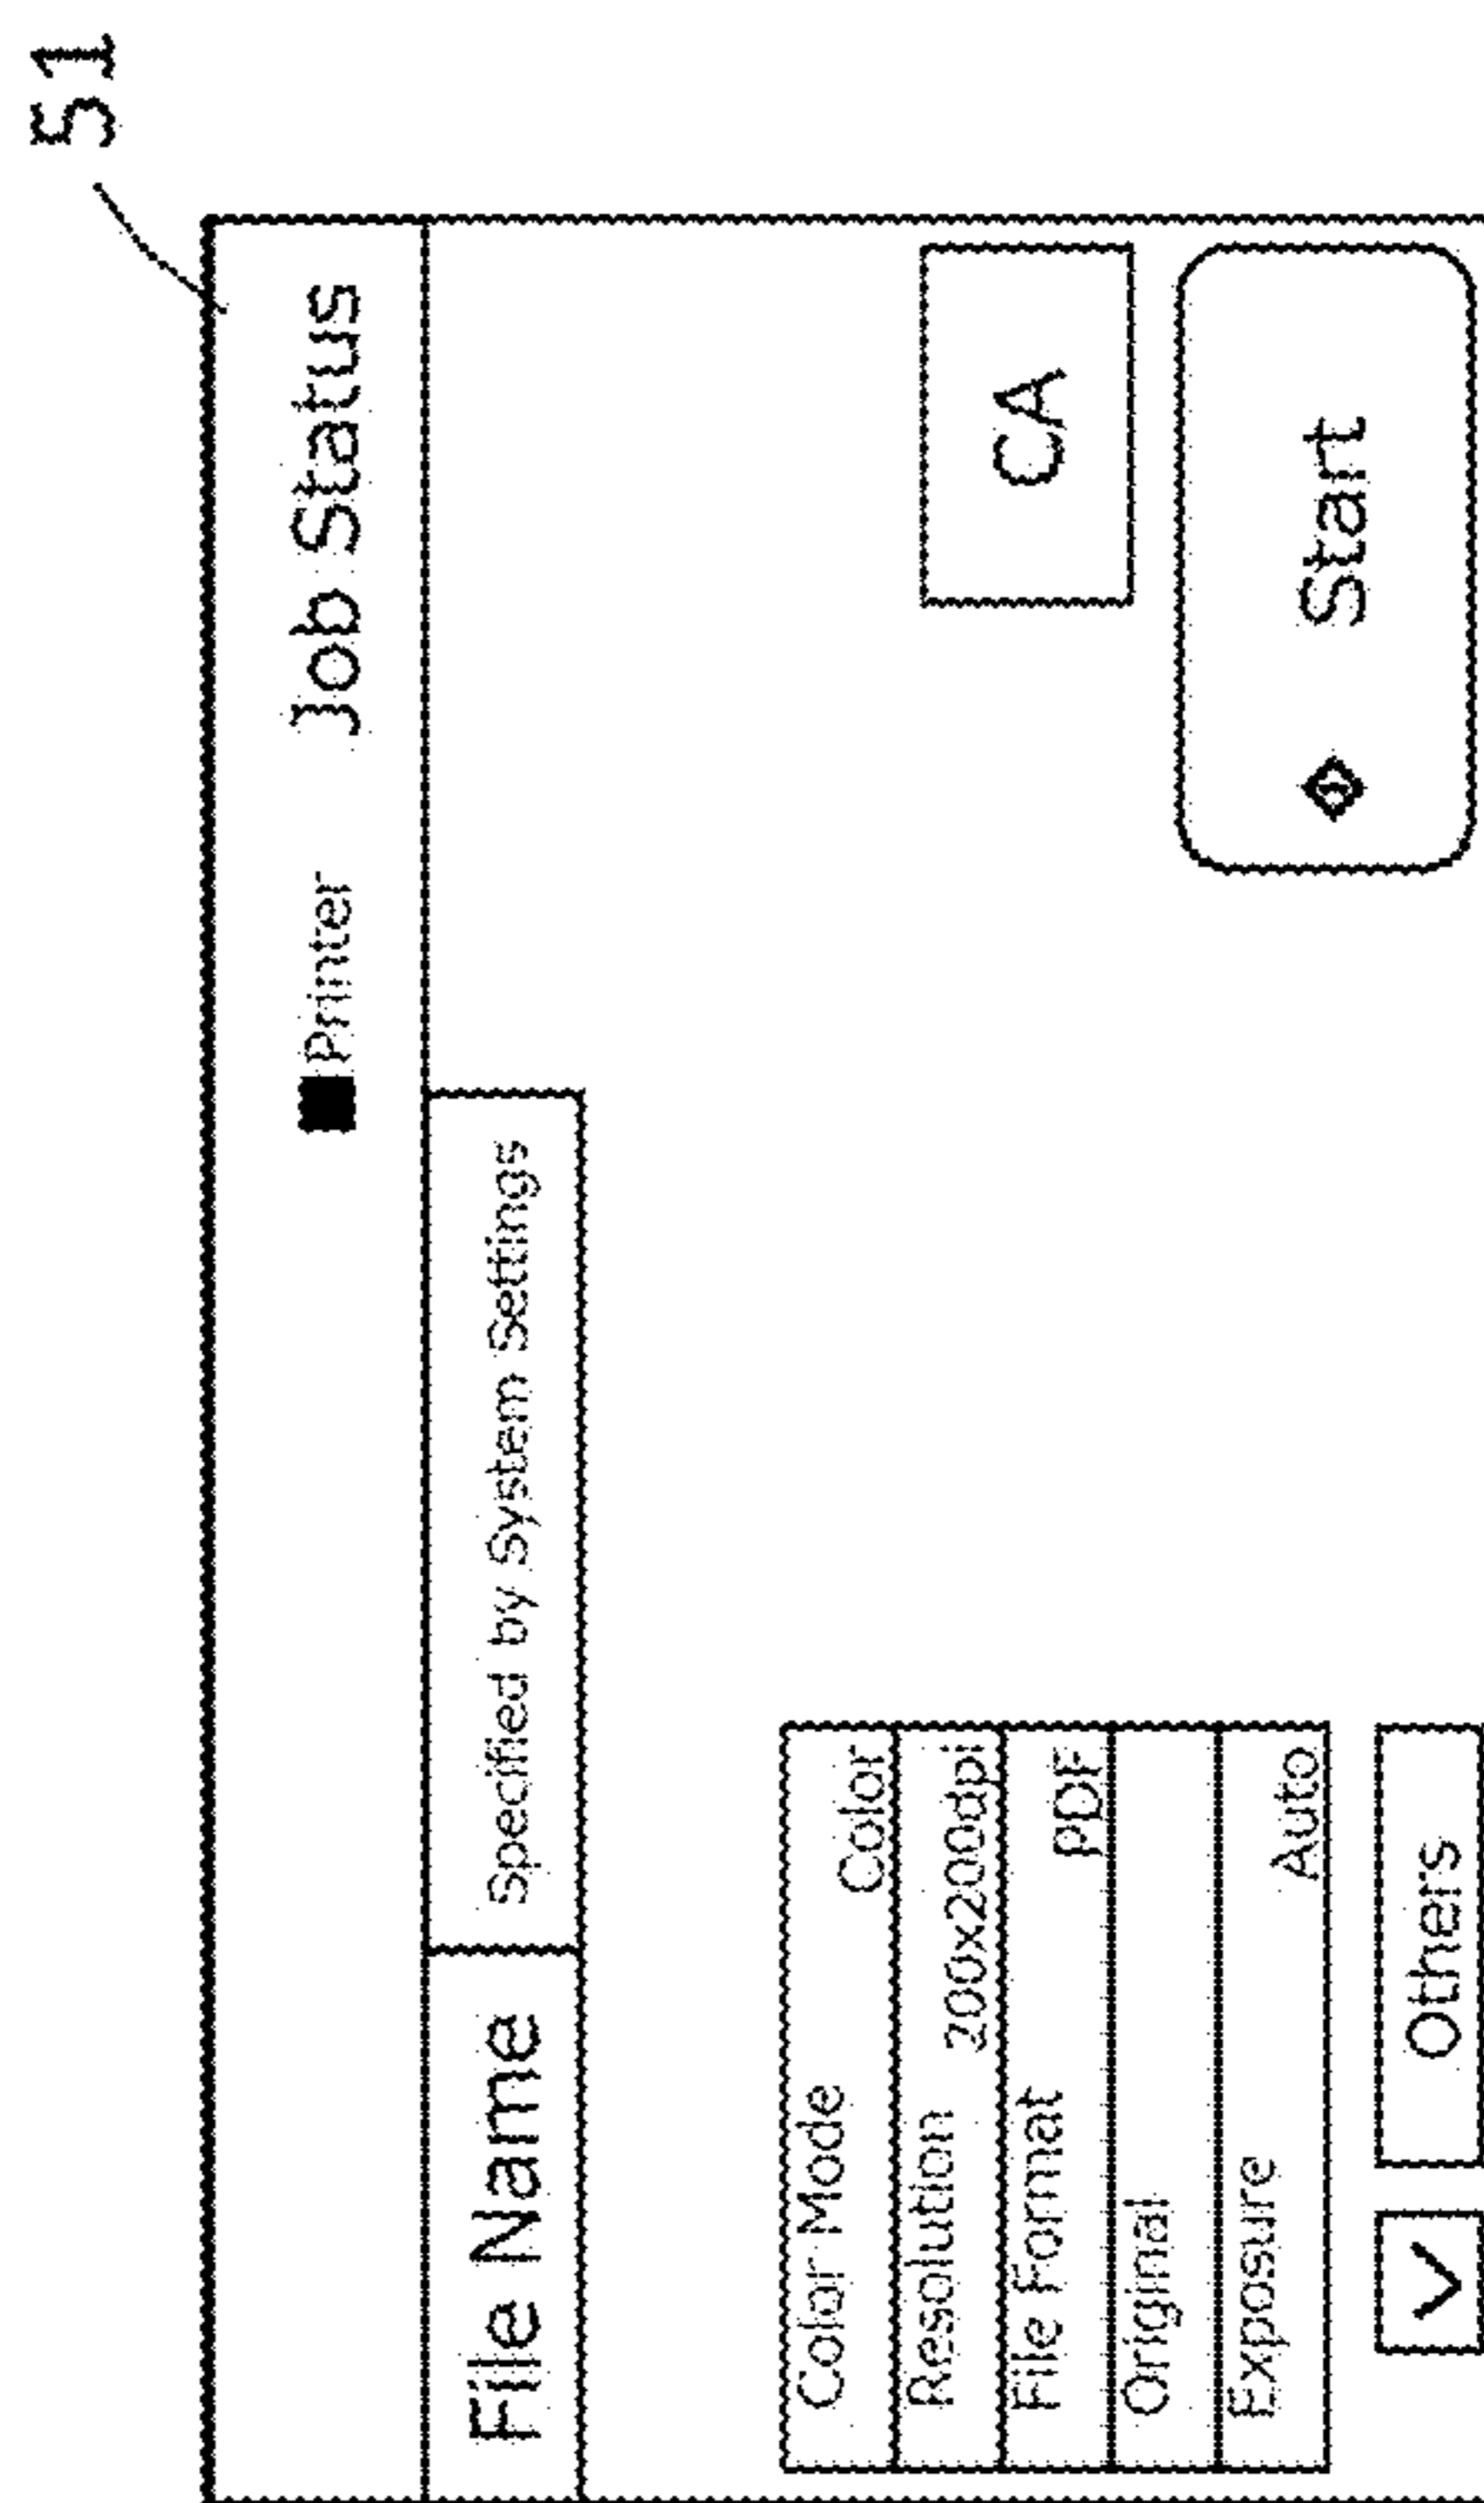 51
Printer Job Status
File Name Specified by System Settings
Color Mode
Color
Resolution
200x200dpi
File Format
PDF
CA
Original
Exposure
Auto
Start
Others